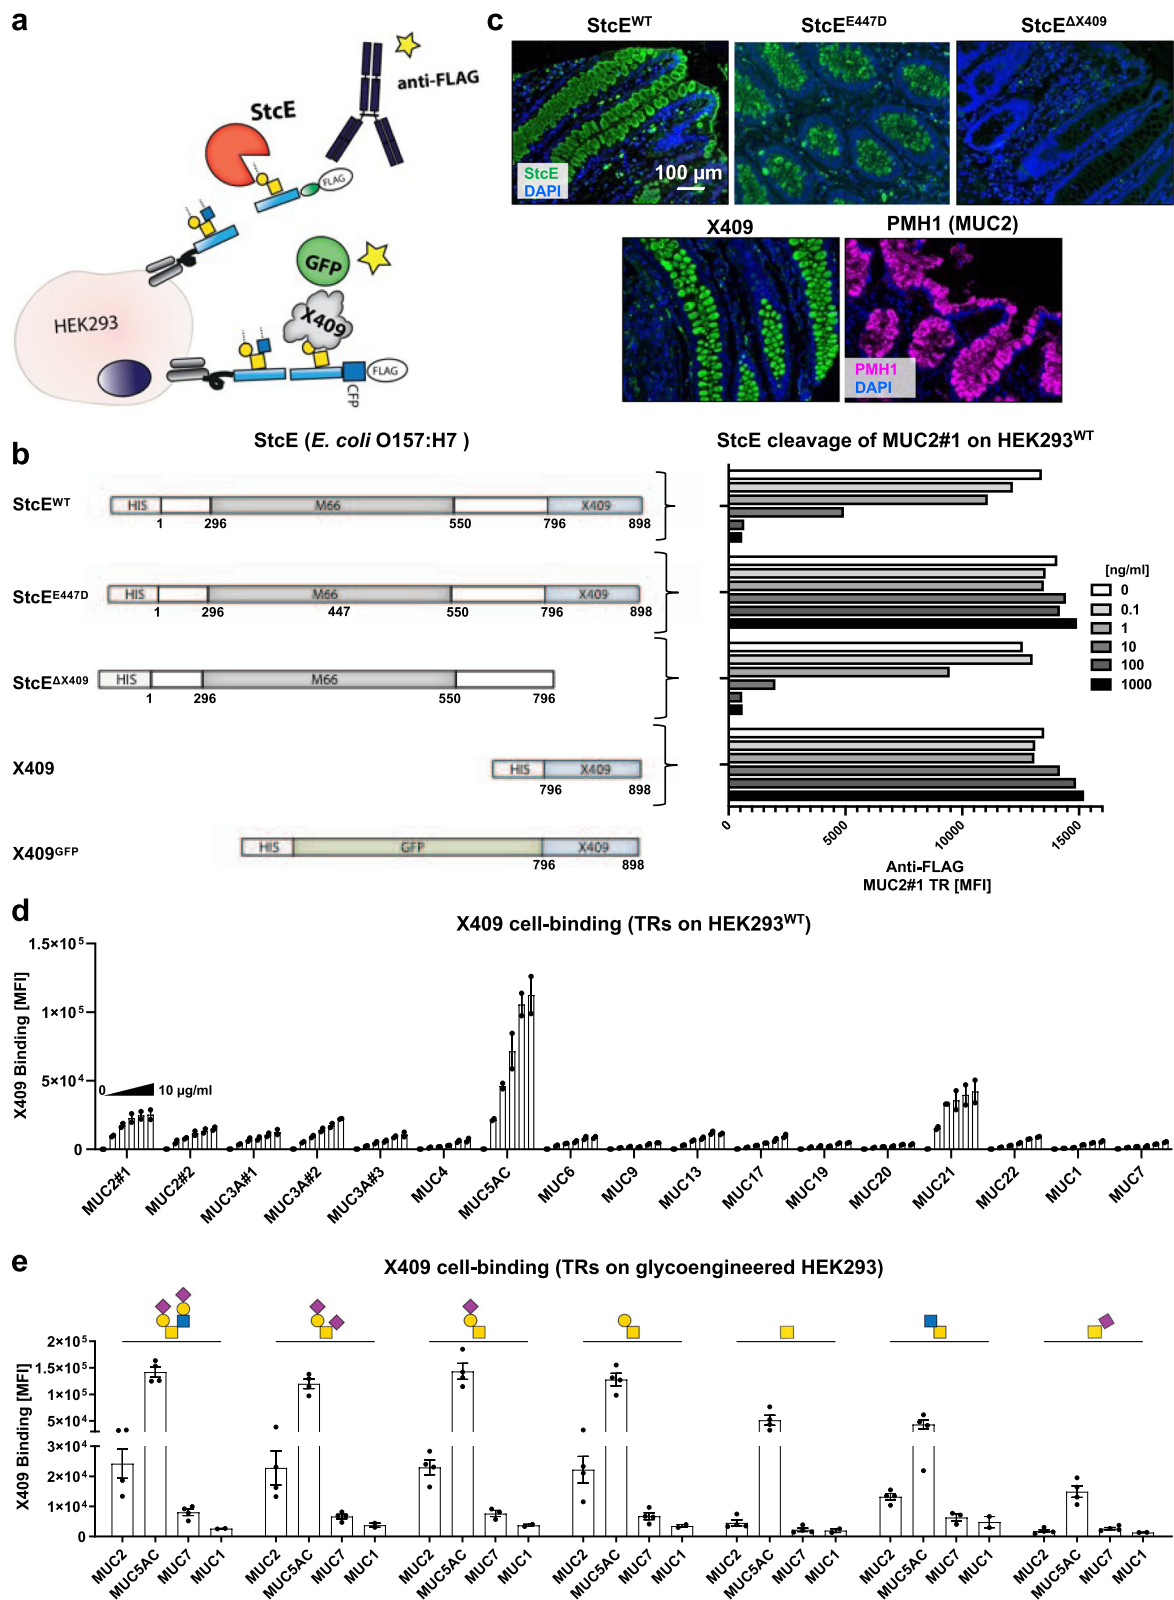 a
StcE
anti-FLAG
FLAG
GFP
X409
HEK293
CFP
FLAG
c
StcE^WT
StcE^E447D
StcE^ΔX409
StcE
DAPI
100 µm
X409
PMH1 (MUC2)
PMH1
DAPI
b
StcE (E. coli O157:H7 )
StcE cleavage of MUC2#1 on HEK293^WT
StcE^WT
HIS M66 X409
1 296 550 796 898
StcE^E447D
HIS M66 X409
1 296 447 550 796 898
StcE^ΔX409
HIS M66
1 296 550 796
X409
HIS X409
796 898
X409^GFP
HIS GFP X409
796 898
[ng/ml]
0
0.1
1
10
100
1000
0 5000 10000 15000
Anti-FLAG
MUC2#1 TR [MFI]
d
X409 cell-binding (TRs on HEK293^WT)
X409 Binding [MFI]
1.5×10^5
1×10^5
5×10^4
0
0 10 µg/ml
MUC2#1 MUC2#2 MUC3A#1 MUC3A#2 MUC3A#3 MUC4 MUC5AC MUC6 MUC9 MUC13 MUC17 MUC19 MUC20 MUC21 MUC22 MUC1 MUC7
e
X409 cell-binding (TRs on glycoengineered HEK293)
X409 Binding [MFI]
2×10^5
1.5×10^5
1×10^5
5×10^4
3×10^4
2×10^4
1×10^4
0
MUC2 MUC5AC MUC7 MUC1 MUC2 MUC5AC MUC7 MUC1 MUC2 MUC5AC MUC7 MUC1 MUC2 MUC5AC MUC7 MUC1 MUC2 MUC5AC MUC7 MUC1 MUC2 MUC5AC MUC7 MUC1 MUC2 MUC5AC MUC7 MUC1